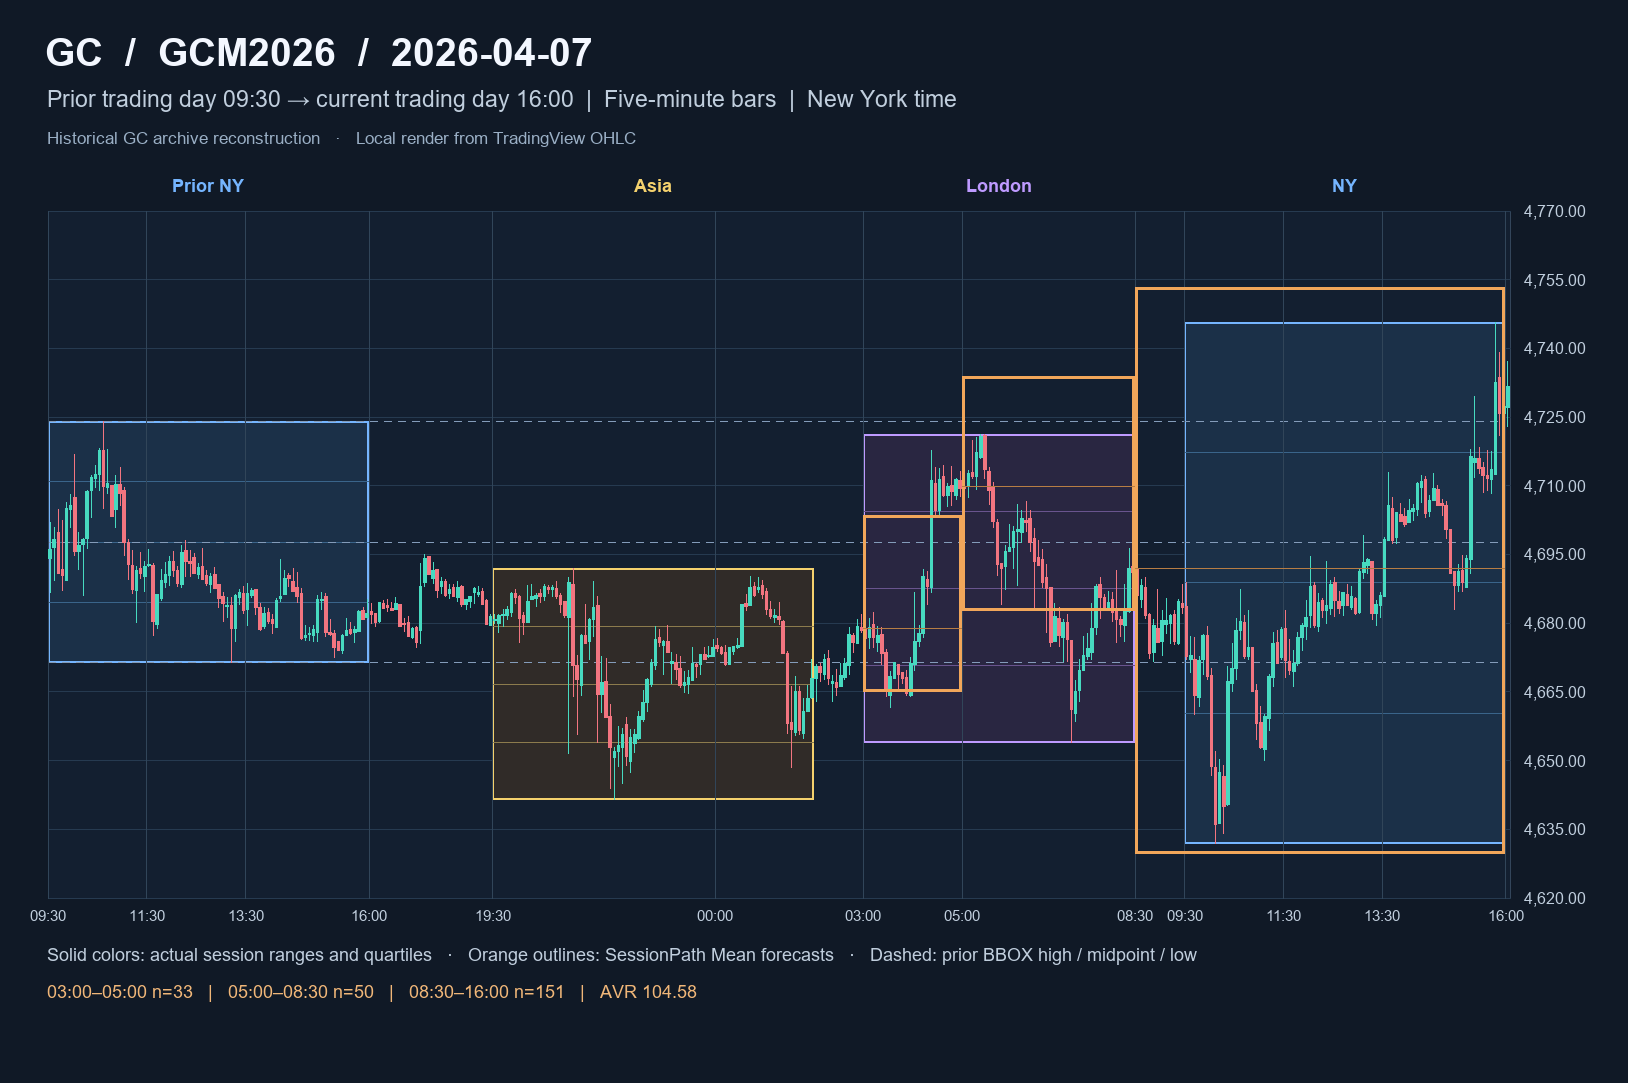 GC / GCM2026 / 2026-04-07
Prior trading day 09:30 → current trading day 16:00 | Five-minute bars | New York time
Historical GC archive reconstruction · Local render from TradingView OHLC
Prior NY Asia London NY
4,770.00
4,755.00
4,740.00
4,725.00
4,710.00
4,695.00
4,680.00
4,665.00
4,650.00
4,635.00
4,620.00
09:30 11:30 13:30 16:00 19:30 00:00 03:00 05:00 08:30 09:30 11:30 13:30 16:00
Solid colors: actual session ranges and quartiles · Orange outlines: SessionPath Mean forecasts · Dashed: prior BBOX high / midpoint / low
03:00–05:00 n=33 | 05:00–08:30 n=50 | 08:30–16:00 n=151 | AVR 104.58